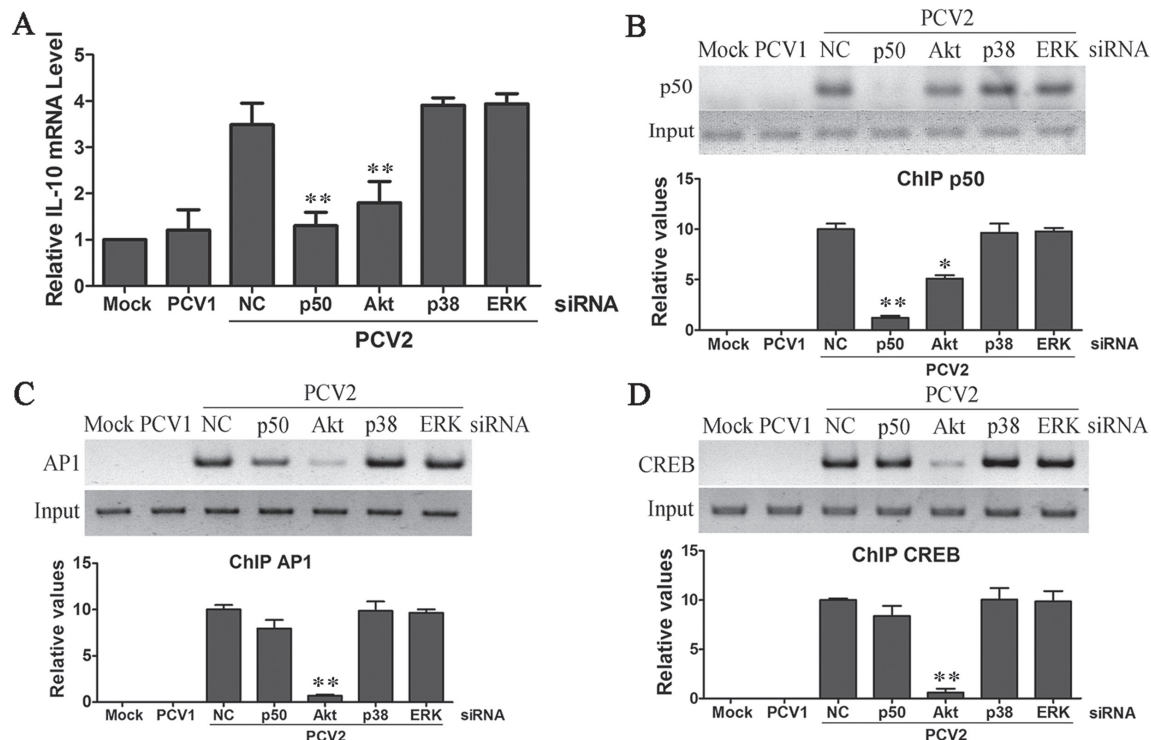 A
Relative IL-10 mRNA Level
5
4
3
2
1
0
** **
Mock PCV1 NC p50 Akt p38 ERK siRNA
PCV2
B
PCV2
Mock PCV1 NC p50 Akt p38 ERK siRNA
p50
Input
ChIP p50
Relative values
15
10
5
0
** *
Mock PCV1 NC p50 Akt p38 ERK siRNA
PCV2
C
PCV2
Mock PCV1 NC p50 Akt p38 ERK siRNA
AP1
Input
ChIP AP1
Relative values
15
10
5
0
**
Mock PCV1 NC p50 Akt p38 ERK siRNA
PCV2
D
PCV2
Mock PCV1 NC p50 Akt p38 ERK siRNA
CREB
Input
ChIP CREB
Relative values
15
10
5
0
**
Mock PCV1 NC p50 Akt p38 ERK siRNA
PCV2